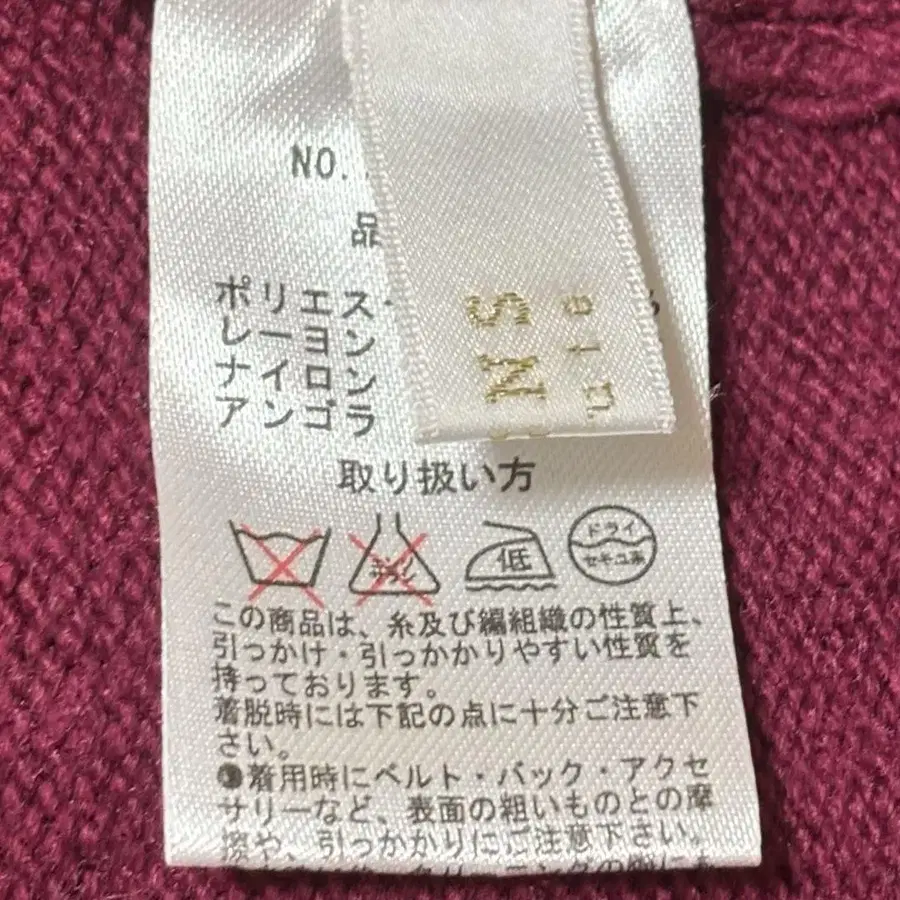 NO.
品
ポリエス
レーヨン
ナイロン
アンゴラ
NS
取り扱い方
低
ドライ
セキユ系
この商品は、糸及び編組織の性質上、
引っかけ・引っかかりやすい性質を
持っております。
着脱時には下記の点に十分ご注意下
さい。
着用時にベルト・バック・アクセ
サリーなど、表面の粗いものとの摩
擦や、引っかかりにご注意下さい。